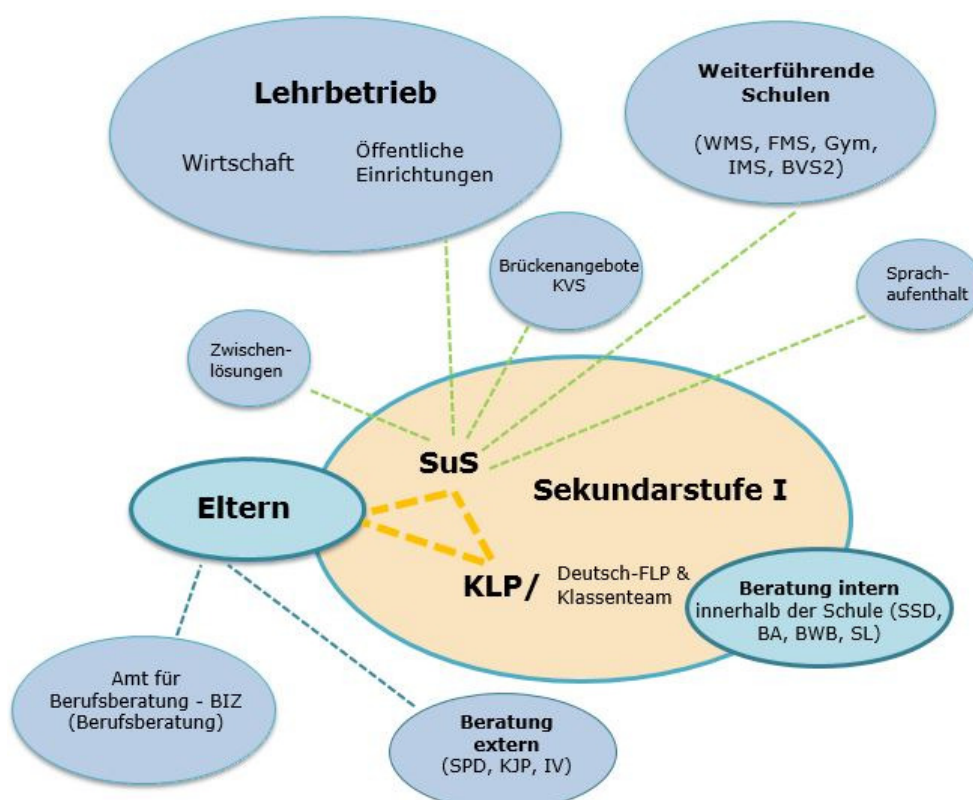 Lehrbetrieb
Wirtschaft
Öffentliche
Einrichtungen
Weiterführende
Schulen
(WMS, FMS, Gym,
IMS, BVS2)
Brückenangebote
KVS
Sprach-
aufenthalt
Zwischen-
lösungen
SuS
Sekundarstufe I
Eltern
KLP/
Deutsch-FLP &
Klassenteam
Beratung intern
innerhalb der Schule (SSD,
BA, BWB, SL)
Amt für
Berufsberatung - BIZ
(Berufsberatung)
Beratung
extern
(SPD, KJP, IV)